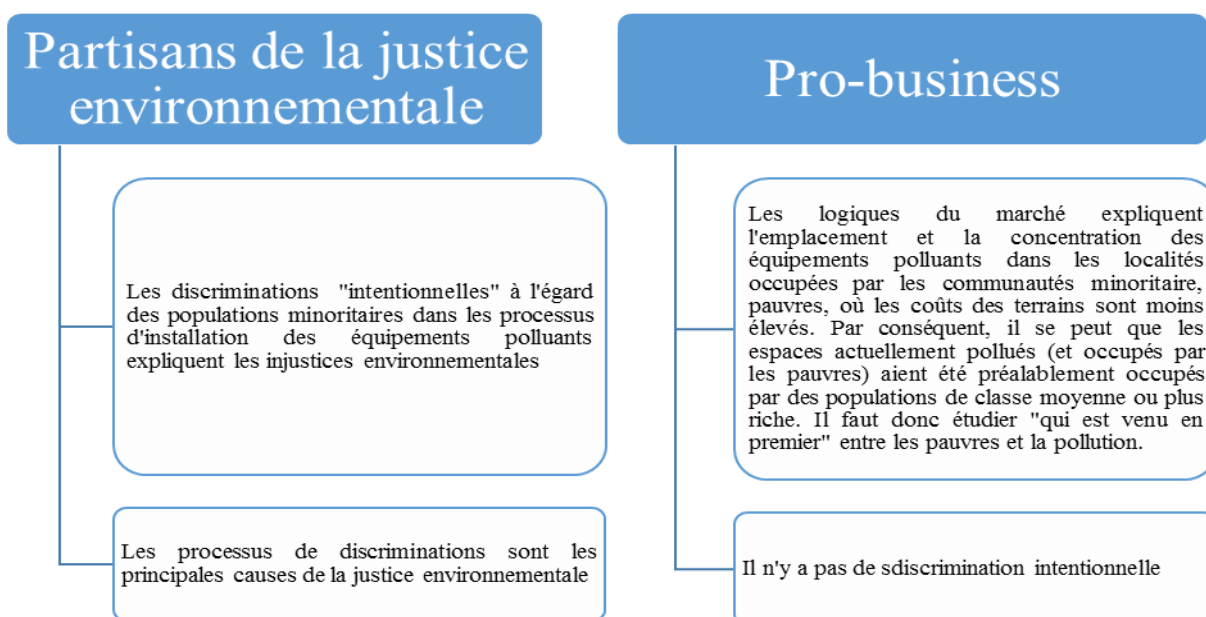 Partisans de la justice
environnementale
Les discriminations "intentionnelles" à l'égard
des populations minoritaires dans les processus
d'installation des équipements polluants
expliquent les injustices environnementales
Les processus de discriminations sont les
principales causes de la justice environnementale
Pro-business
Les logiques du marché expliquent
l'emplacement et la concentration des
équipements polluants dans les localités
occupées par les communautés minoritaire,
pauvres, où les coûts des terrains sont moins
élevés. Par conséquent, il se peut que les
espaces actuellement pollués (et occupés par
les pauvres) aient été préalablement occupés
par des populations de classe moyenne ou plus
riche. Il faut donc étudier "qui est venu en
premier" entre les pauvres et la pollution.
Il n'y a pas de sdiscrimination intentionnelle